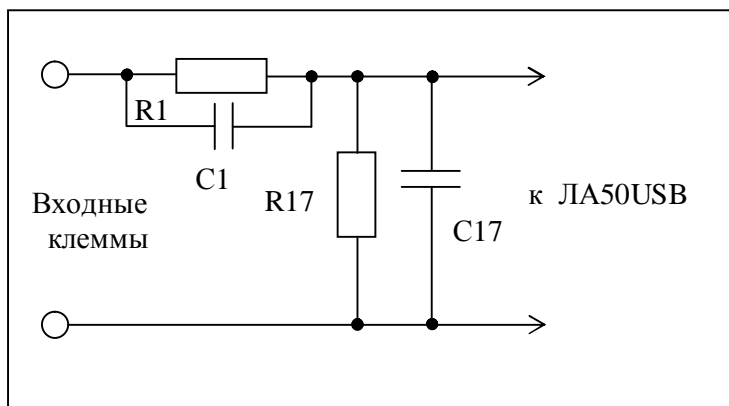 R1
C1
R17
C17
Входные
клеммы
к ЛА50USB